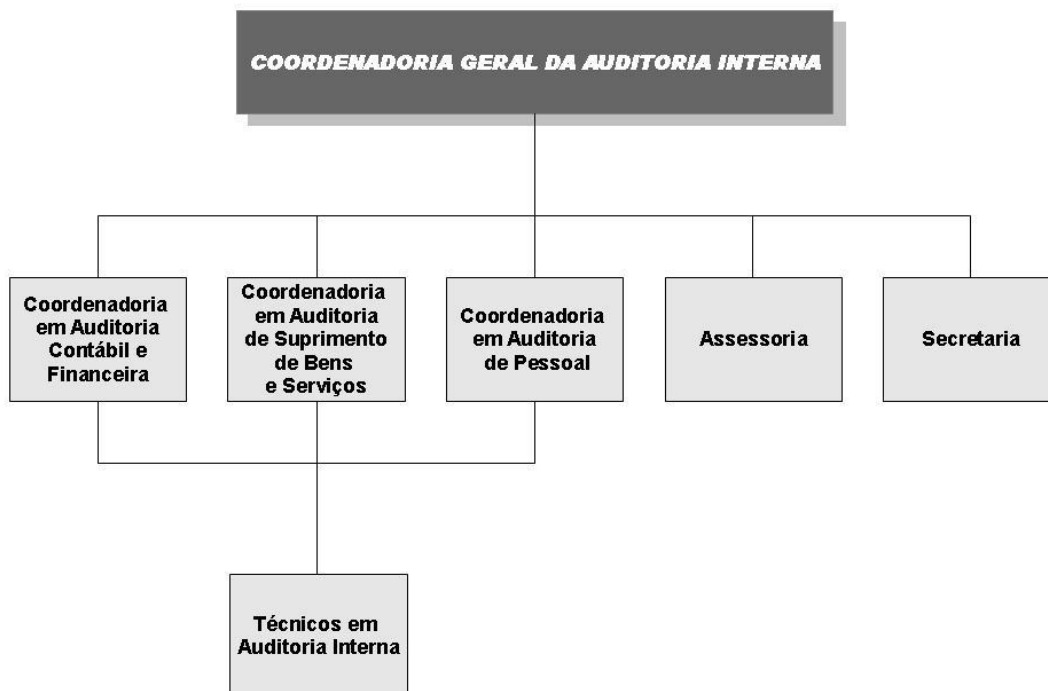 COORDENADORIA GERAL DA AUDITORIA INTERNA
Coordenadoria
em Auditoria
Contábil e
Financeira
Coordenadoria
em Auditoria
de Suprimento
de Bens
e Serviços
Coordenadoria
em Auditoria
de Pessoal
Assessoria
Secretaria
Técnicos em
Auditoria Interna